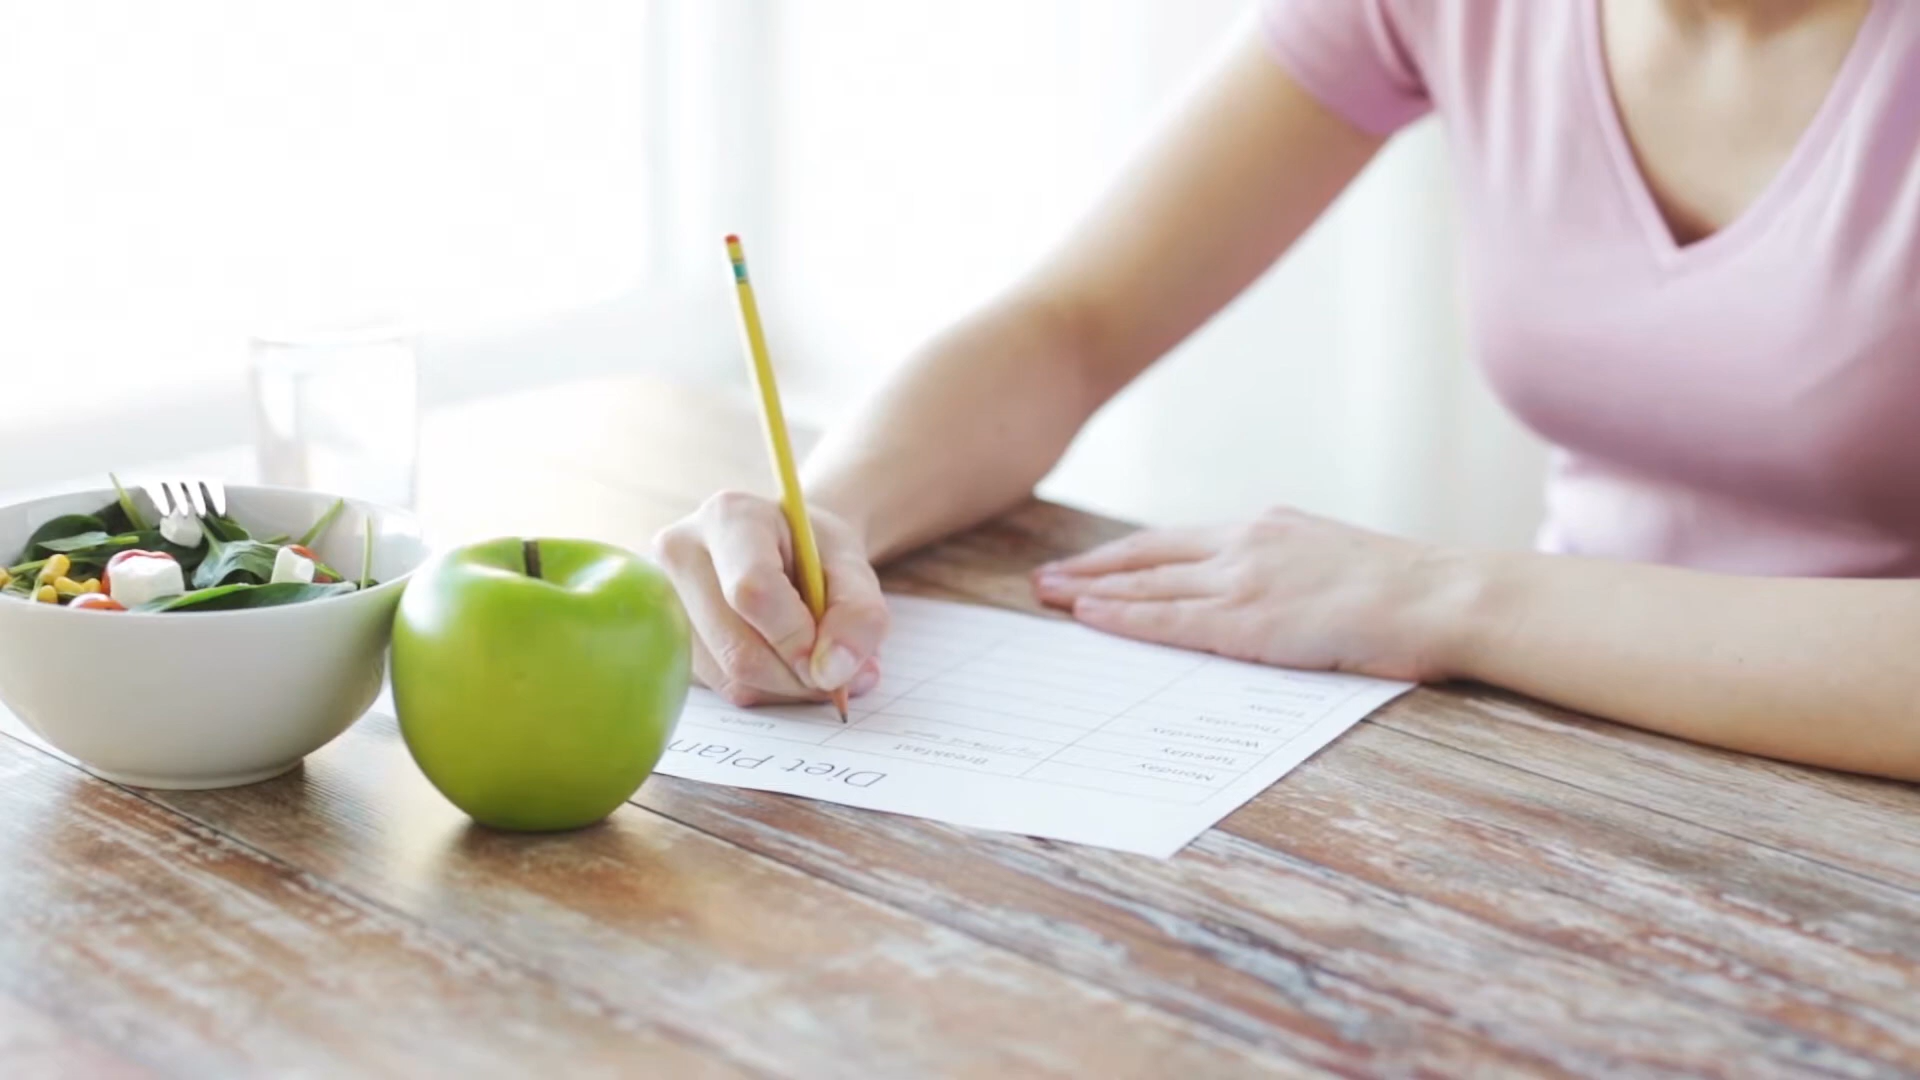 Diet Plan
Breakfast
Lunch
Monday
Tuesday
Wednesday
Thursday
Friday